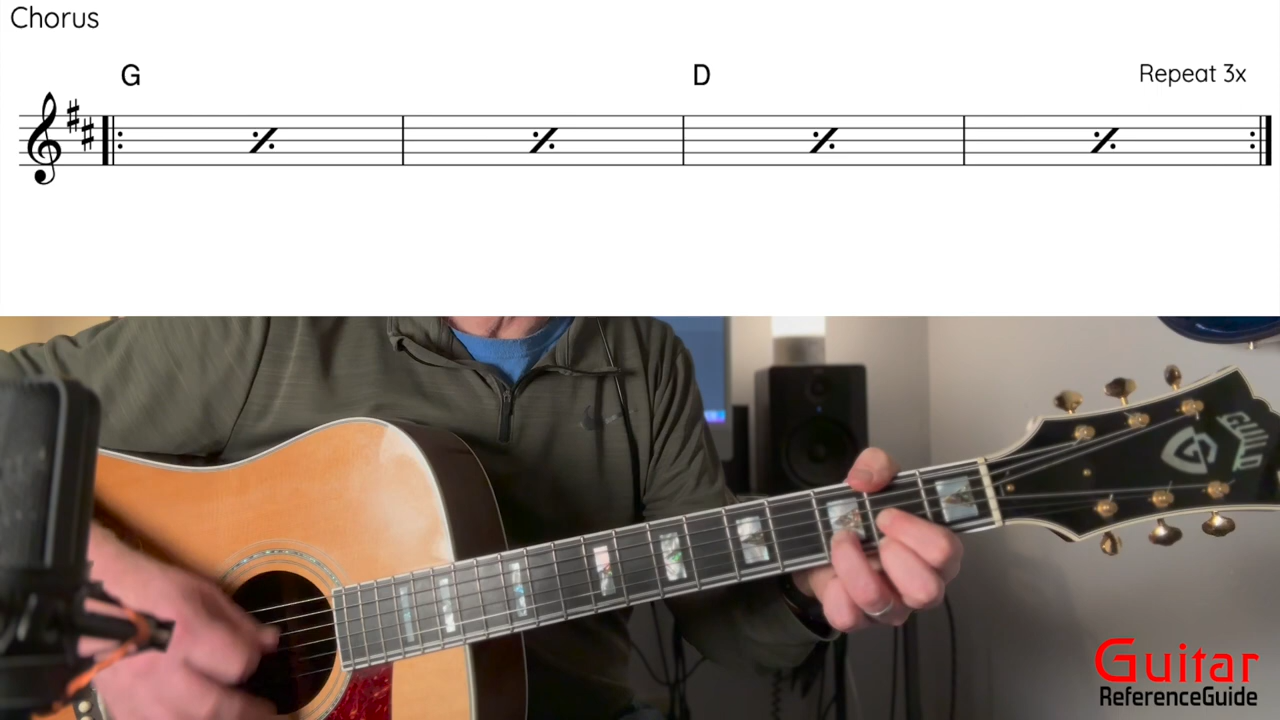 Chorus
G D Repeat 3x
GUILD
G
Guitar
ReferenceGuide